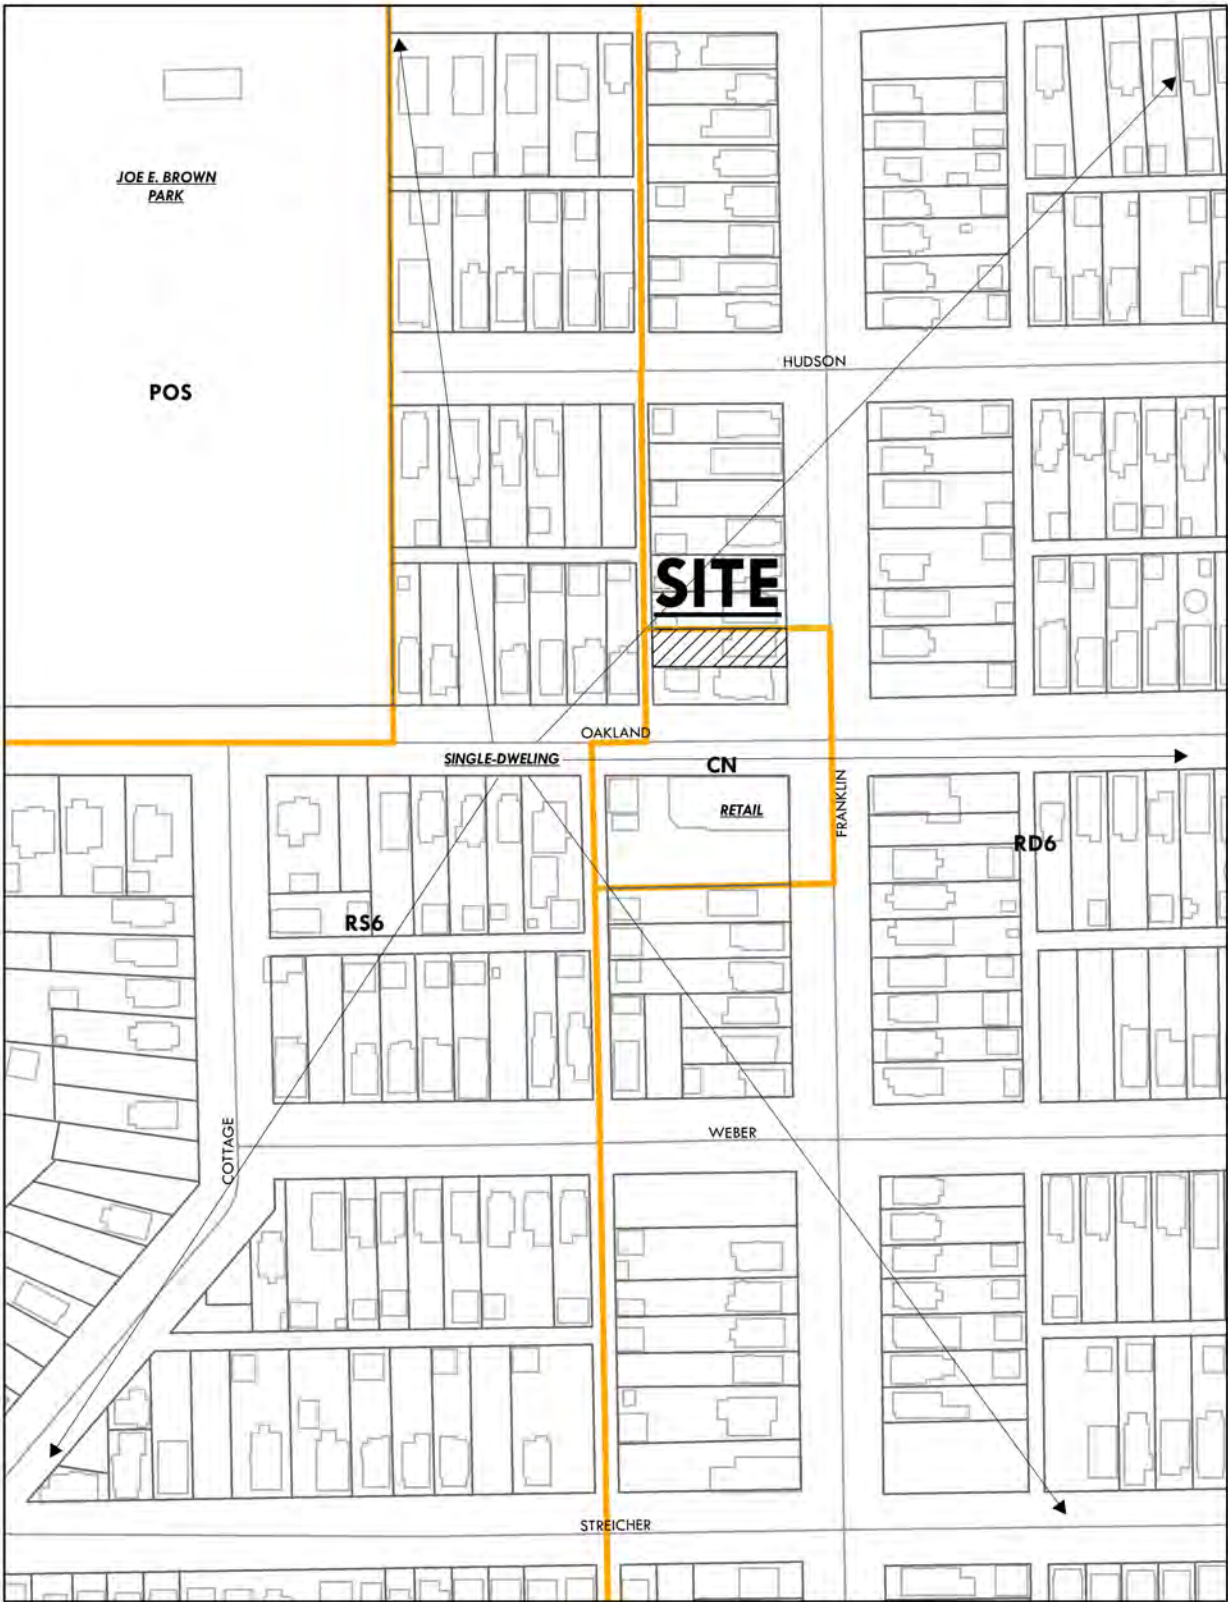 JOE E. BROWN
PARK
HUDSON
POS
SITE
OAKLAND
SINGLE-DWELING
CN
RETAIL
FRANKLIN
RD6
RS6
COTTAGE
WEBER
STREICHER